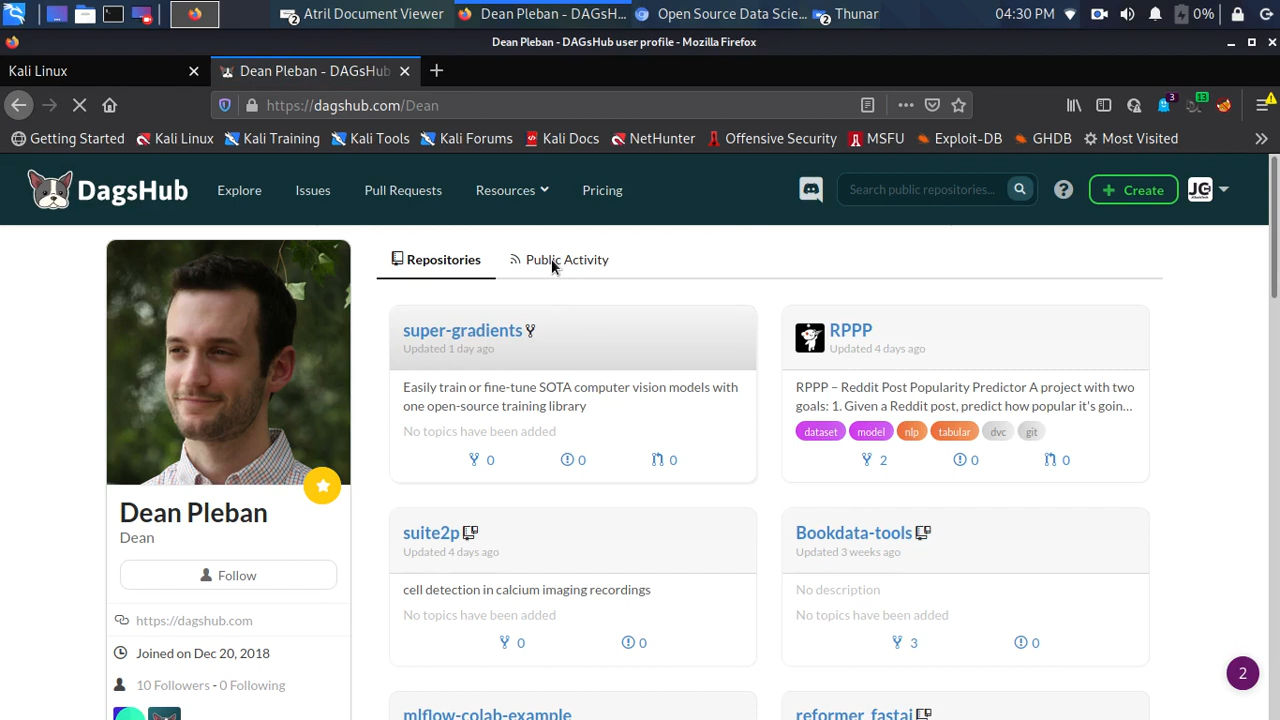 2 Atril Document Viewer
Dean Pleban - DAGsH...
Open Source Data Scie...
2 Thunar
04:30 PM
0%
Dean Pleban - DAGsHub user profile - Mozilla Firefox
Kali Linux
Dean Pleban - DAGsHub
https://dagshub.com/Dean
3
13
Getting Started
Kali Linux
Kali Training
Kali Tools
Kali Forums
Kali Docs
NetHunter
Offensive Security
MSFU
Exploit-DB
GHDB
Most Visited
DagsHub
Explore
Issues
Pull Requests
Resources
Pricing
Search public repositories...
Create
Repositories
Public Activity
super-gradients
Updated 1 day ago
Easily train or fine-tune SOTA computer vision models with
one open-source training library
No topics have been added
0 0 0
RPPP
Updated 4 days ago
RPPP – Reddit Post Popularity Predictor A project with two
goals: 1. Given a Reddit post, predict how popular it's goin...
dataset model nlp tabular dvc git
2 0 0
Dean Pleban
Dean
Follow
https://dagshub.com
Joined on Dec 20, 2018
10 Followers - 0 Following
suite2p
Updated 4 days ago
cell detection in calcium imaging recordings
No topics have been added
0 0
Bookdata-tools
Updated 3 weeks ago
No description
No topics have been added
3 0
mlflow-colab-example
reformer_fastai
2